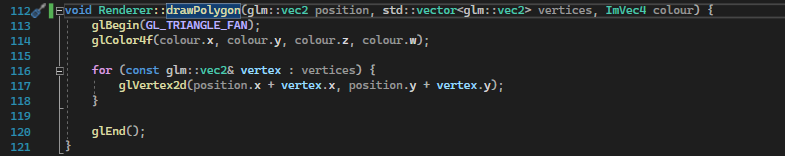 112 void Renderer::drawPolygon(glm::vec2 position, std::vector<glm::vec2> vertices, ImVec4 colour) {
113 glBegin(GL_TRIANGLE_FAN);
114 glColor4f(colour.x, colour.y, colour.z, colour.w);
115
116 for (const glm::vec2& vertex : vertices) {
117 glVertex2d(position.x + vertex.x, position.y + vertex.y);
118 }
119
120 glEnd();
121 }